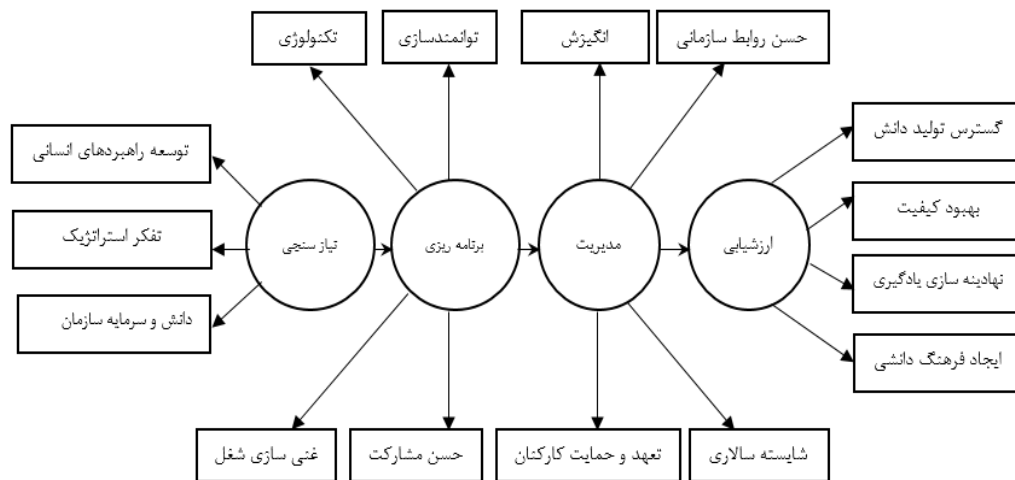 تکنولوژی
توانمندسازی
انگیزش
حسن روابط سازمانی
توسعه راهبردهای انسانی
تفکر استراتژیک
دانش و سرمایه سازمان
نیاز سنجی
برنامه ریزی
مدیریت
ارزشیابی
گسترس تولید دانش
بهبود کیفیت
نهادینه سازی یادگیری
ایجاد فرهنگ دانشی
غنی سازی شغل
حسن مشارکت
تعهد و حمایت کارکنان
شایسته سالاری